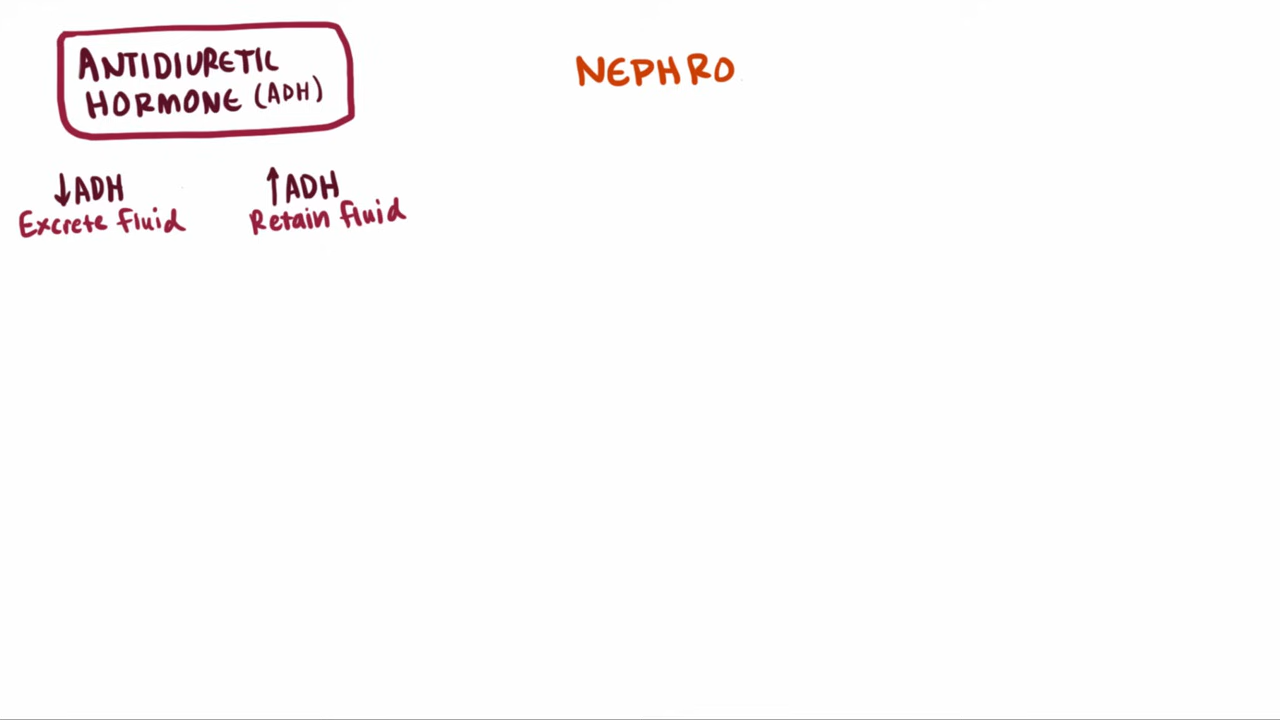 ANTIDIURETIC
HORMONE (ADH)
NEPHRO
↓ADH
Excrete fluid
↑ADH
Retain fluid